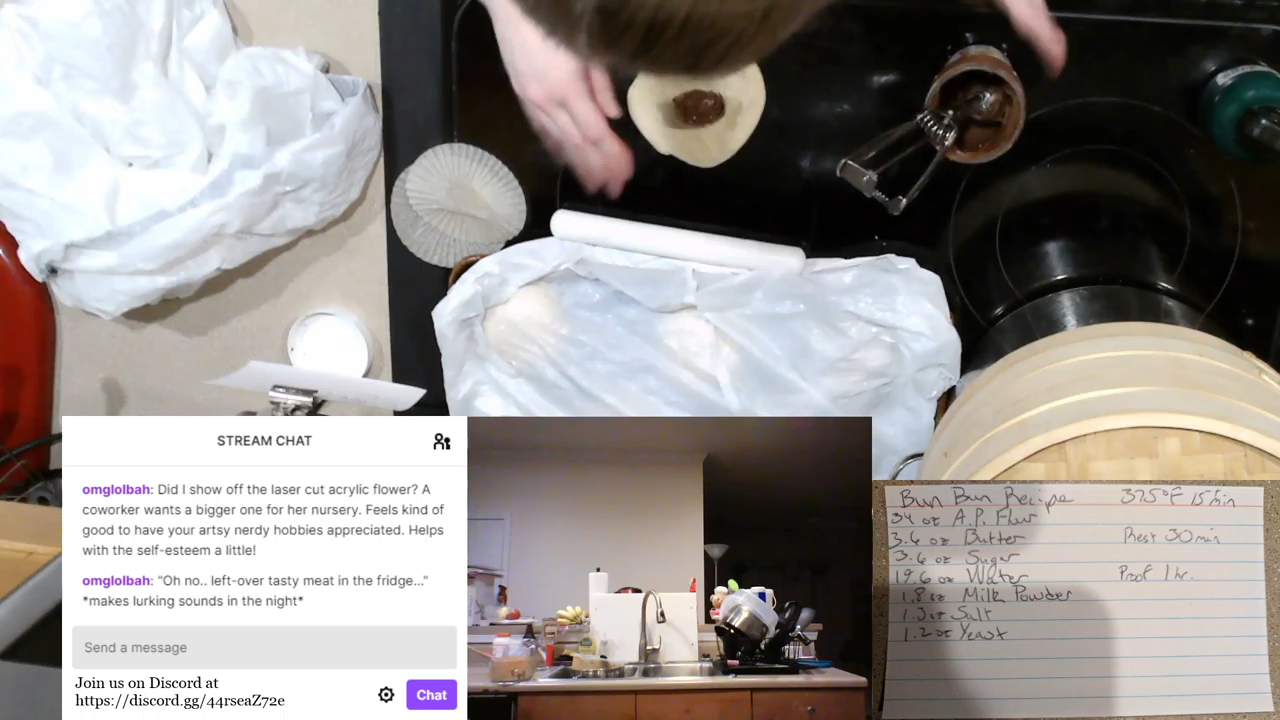 STREAM CHAT
omglolbah: Did I show off the laser cut acrylic flower? A
coworker wants a bigger one for her nursery. Feels kind of
good to have your artsy nerdy hobbies appreciated. Helps
with the self-esteem a little!
omglolbah: "Oh no.. left-over tasty meat in the fridge..."
*makes lurking sounds in the night*
Send a message
Join us on Discord at
https://discord.gg/44rseaZ72e
Chat
Bun Bun Recipe 375°F 15 min
34 oz A.P. Flour
3.6 oz Butter Rest 30 min
3.6 oz Sugar
19.6 oz Water Proof 1 hr.
1.8 oz Milk Powder
Salt
1.2 oz Yeast